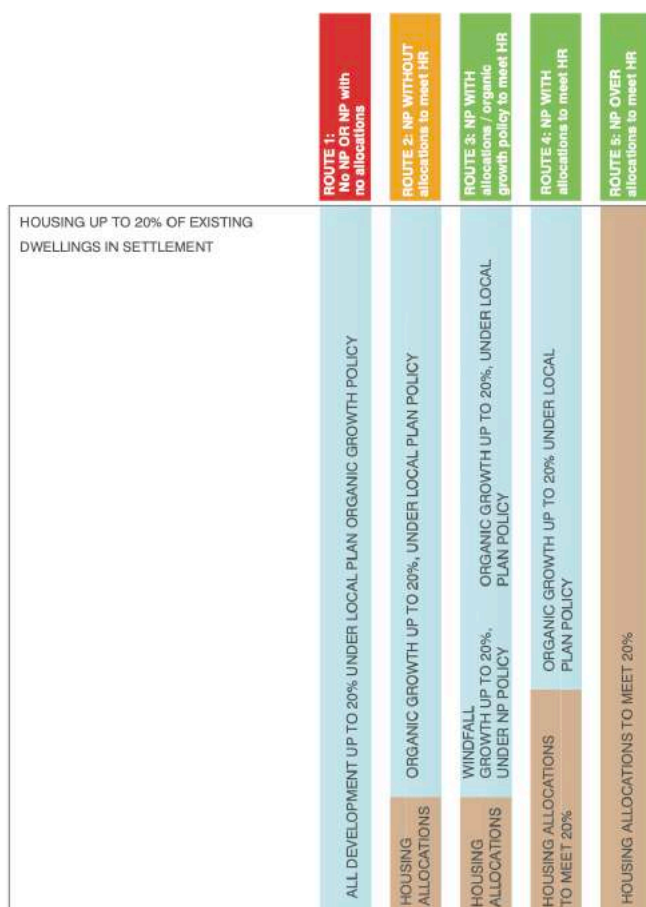 HOUSING UP TO 20% OF EXISTING
DWELLINGS IN SETTLEMENT
ROUTE 1:
No NP OR NP with
no allocations
ALL DEVELOPMENT UP TO 20% UNDER LOCAL PLAN ORGANIC GROWTH POLICY
ROUTE 2: NP WITHOUT
allocations to meet HR
ORGANIC GROWTH UP TO 20%, UNDER LOCAL PLAN POLICY
HOUSING
ALLOCATIONS
ROUTE 3: NP WITH
allocations / organic
growth policy to meet HR
ORGANIC GROWTH UP TO 20%, UNDER LOCAL
PLAN POLICY
WINDFALL
GROWTH UP TO 20%,
UNDER NP POLICY
HOUSING
ALLOCATIONS
ROUTE 4: NP WITH
allocations to meet HR
ORGANIC GROWTH UP TO 20% UNDER LOCAL
PLAN POLICY
HOUSING ALLOCATIONS
TO MEET 20%
ROUTE 5: NP OVER
allocations to meet HR
HOUSING ALLOCATIONS TO MEET 20%